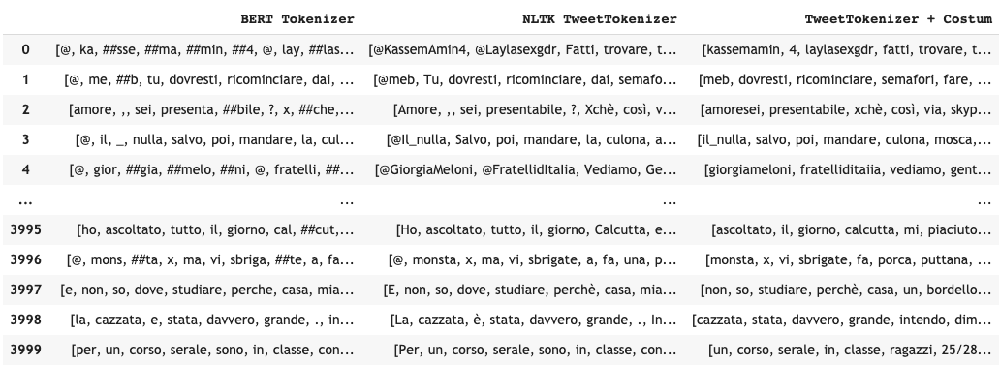 BERT Tokenizer NLTK TweetTokenizer TweetTokenizer + Costum
0 [@, ka, ##sse, ##ma, ##min, ##4, @, lay, ##las... [@KassemAmin4, @Laylasexgdr, Fatti, trovare, t... [kassemamin, 4, laylasexgdr, fatti, trovare, t...
1 [@, me, ##b, tu, dovresti, ricominciare, dai, ... [@meb, Tu, dovresti, ricominciare, dai, semafo... [meb, dovresti, ricominciare, semafori, fare, ...
2 [amore, ,, sei, presenta, ##bile, ?, x, ##che,... [Amore, ,, sei, presentabile, ?, Xchè, così, v... [amoresei, presentabile, xchè, così, via, skyp...
3 [@, il, _, nulla, salvo, poi, mandare, la, cul... [@Il_nulla, Salvo, poi, mandare, la, culona, a... [il_nulla, salvo, poi, mandare, culona, mosca,...
4 [@, gior, ##gia, ##melo, ##ni, @, fratelli, ##... [@GiorgiaMeloni, @FratellidItaIia, Vediamo, Ge... [giorgiameloni, fratelliditaiia, vediamo, gent...
... ... ... ...
3995 [ho, ascoltato, tutto, il, giorno, cal, ##cut,... [Ho, ascoltato, tutto, il, giorno, Calcutta, e... [ascoltato, il, giorno, calcutta, mi, piaciuto...
3996 [@, mons, ##ta, x, ma, vi, sbriga, ##te, a, fa... [@, monsta, x, ma, vi, sbrigate, a, fa, una, p... [monsta, x, vi, sbrigate, fa, porca, puttana, ...
3997 [e, non, so, dove, studiare, perche, casa, mia... [E, non, so, dove, studiare, perchè, casa, mia... [non, so, studiare, perchè, casa, un, bordello...
3998 [la, cazzata, e, stata, davvero, grande, ., in... [La, cazzata, è, stata, davvero, grande, ., In... [cazzata, stata, davvero, grande, intendo, dim...
3999 [per, un, corso, serale, sono, in, classe, con... [Per, un, corso, serale, sono, in, classe, con... [un, corso, serale, in, classe, ragazzi, 25/28...